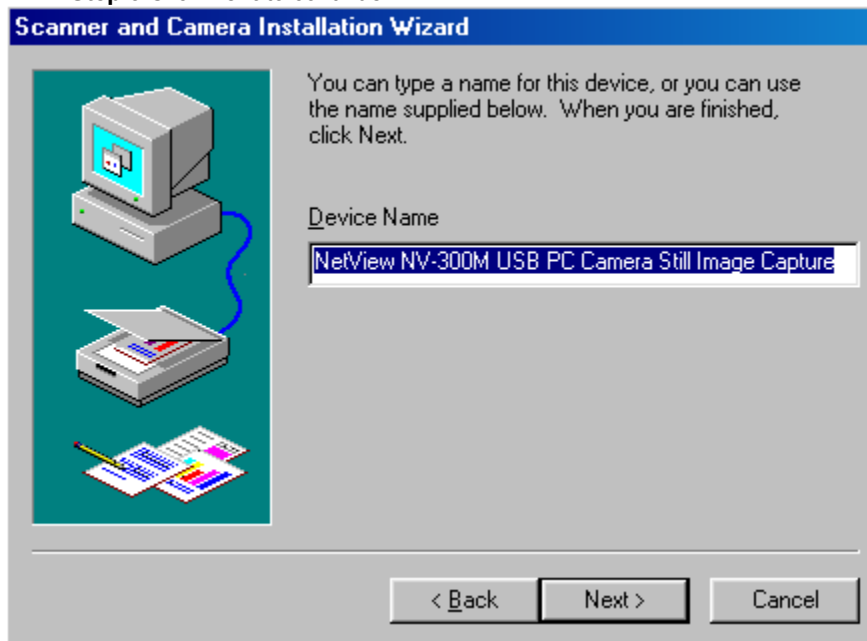 Scanner and Camera Installation Wizard
You can type a name for this device, or you can use
the name supplied below.  When you are finished,
click Next.
Device Name
NetView NV-300M USB PC Camera Still Image Capture
< Back
Next >
Cancel